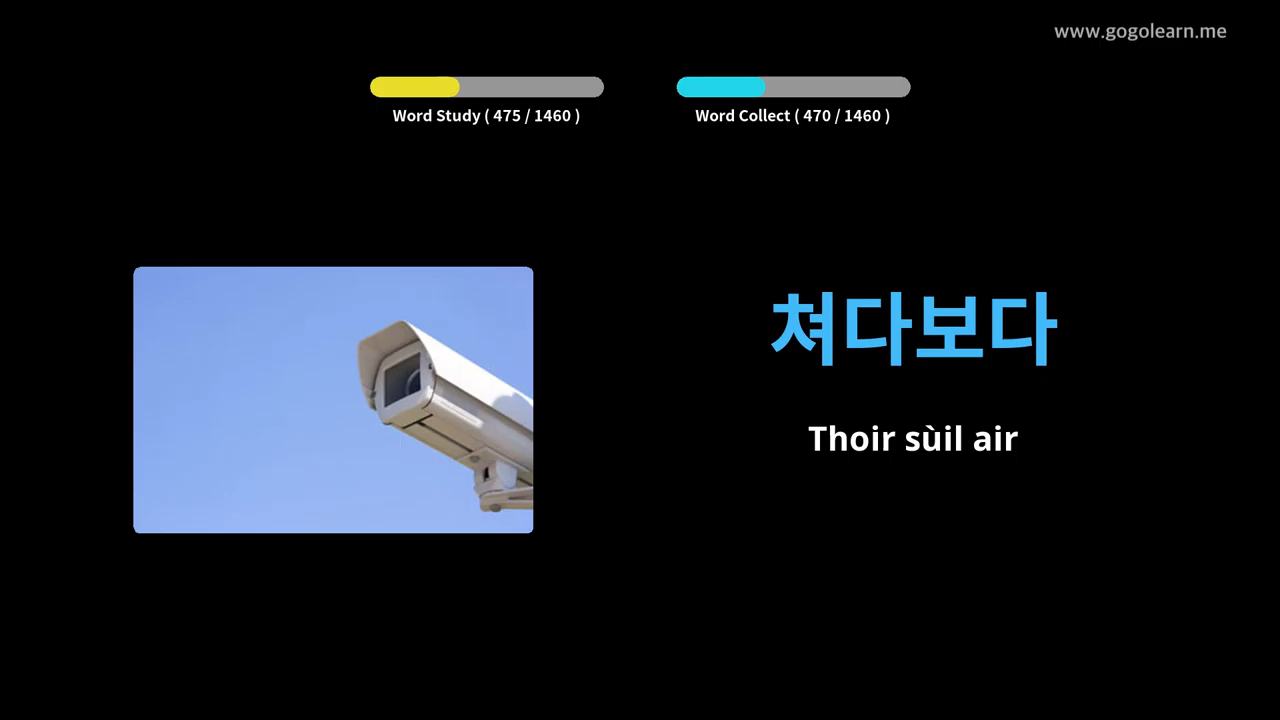 www.gogolearn.me
Word Study ( 475 / 1460 )
Word Collect ( 470 / 1460 )
쳐다보다
Thoir sùil air